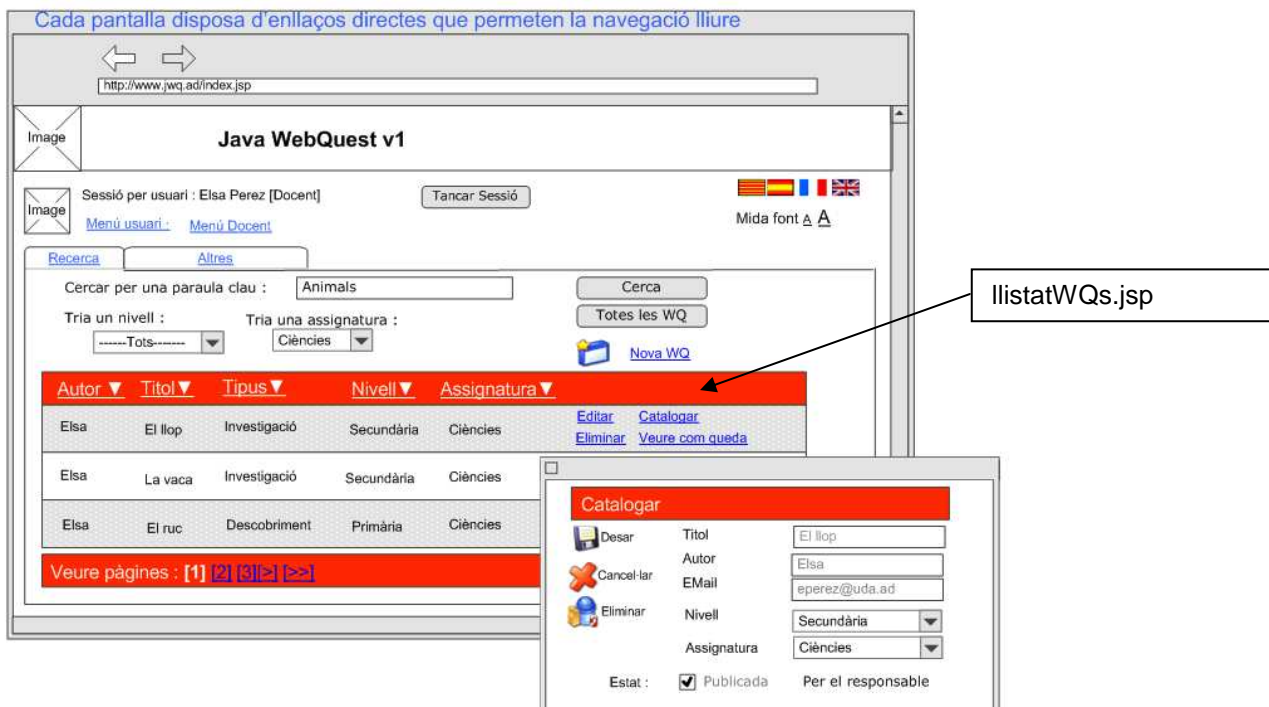 Cada pantalla disposa d'enllaços directes que permeten la navegació lliure
http://www.jwq.ad/index.jsp
Image
Java WebQuest v1
Image
Sessió per usuari : Elsa Perez [Docent]
Tancar Sessió
Menú usuari :
Menú Docent
Mida font A A
Recerca
Altres
Cercar per una paraula clau :
Animals
Cerca
Tria un nivell :
Tria una assignatura :
Totes les WQ
------Tots-------
Ciències
Nova WQ
llistatWQs.jsp
Autor ▼ Titol▼ Tipus▼ Nivell▼ Assignatura▼
Elsa El llop Investigació Secundària Ciències
Editar Catalogar
Eliminar Veure com queda
Elsa La vaca Investigació Secundària Ciències
Elsa El ruc Descobriment Primària Ciències
Veure pàgines : [1] [2] [3][>] [>>]
Catalogar
Desar
Cancel·lar
Eliminar
Titol El llop
Autor Elsa
EMail eperez@uda.ad
Nivell Secundària
Assignatura Ciències
Estat : Publicada Per el responsable